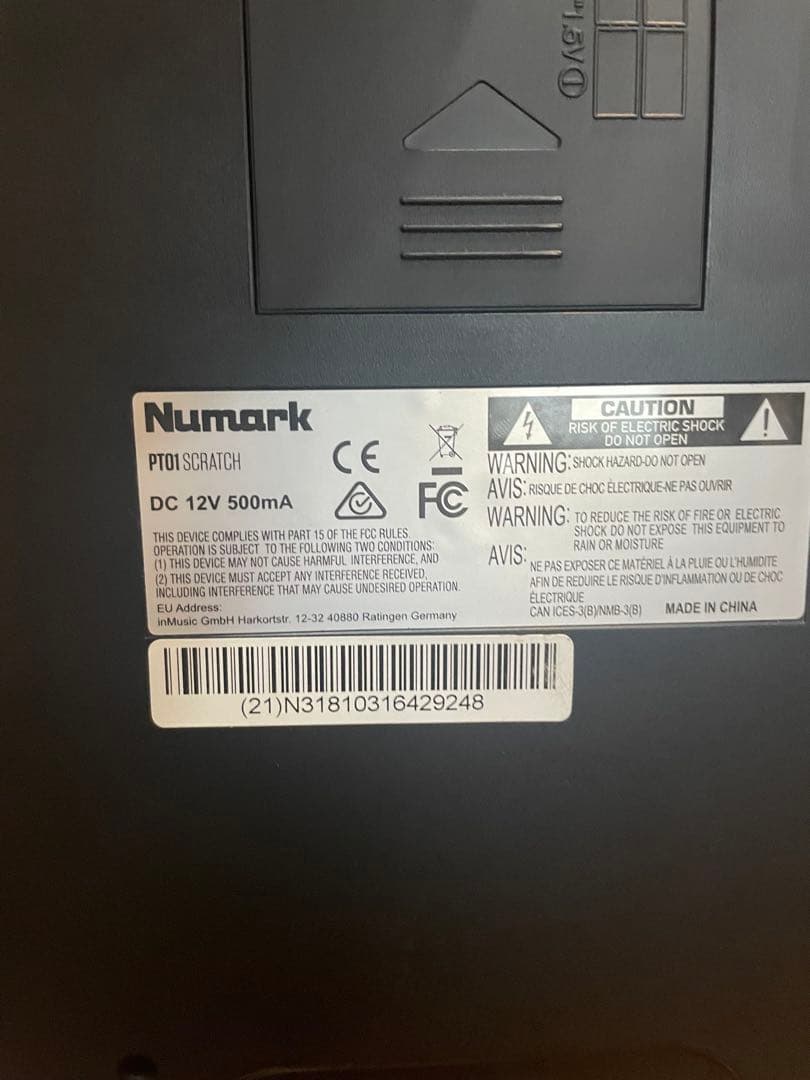 1.5V
Numark
PT01 SCRATCH
DC 12V 500mA
CE
FC
THIS DEVICE COMPLIES WITH PART 15 OF THE FCC RULES.
OPERATION IS SUBJECT TO THE FOLLOWING TWO CONDITIONS:
(1) THIS DEVICE MAY NOT CAUSE HARMFUL INTERFERENCE, AND
(2) THIS DEVICE MUST ACCEPT ANY INTERFERENCE RECEIVED,
INCLUDING INTERFERENCE THAT MAY CAUSE UNDESIRED OPERATION.
EU Address:
inMusic GmbH Harkortstr. 12-32 40880 Ratingen Germany
CAUTION
RISK OF ELECTRIC SHOCK
DO NOT OPEN
WARNING: SHOCK HAZARD-DO NOT OPEN
AVIS: RISQUE DE CHOC ÉLECTRIQUE-NE PAS OUVRIR
WARNING: TO REDUCE THE RISK OF FIRE OR ELECTRIC
SHOCK DO NOT EXPOSE THIS EQUIPMENT TO
RAIN OR MOISTURE
AVIS: NE PAS EXPOSER CE MATÉRIEL À LA PLUIE OU L'HUMIDITE
AFIN DE REDUIRE LE RISQUE D'INFLAMMATION OU DE CHOC
ÉLECTRIQUE
CAN ICES-3(B)/NMB-3(B) MADE IN CHINA
(21)N31810316429248